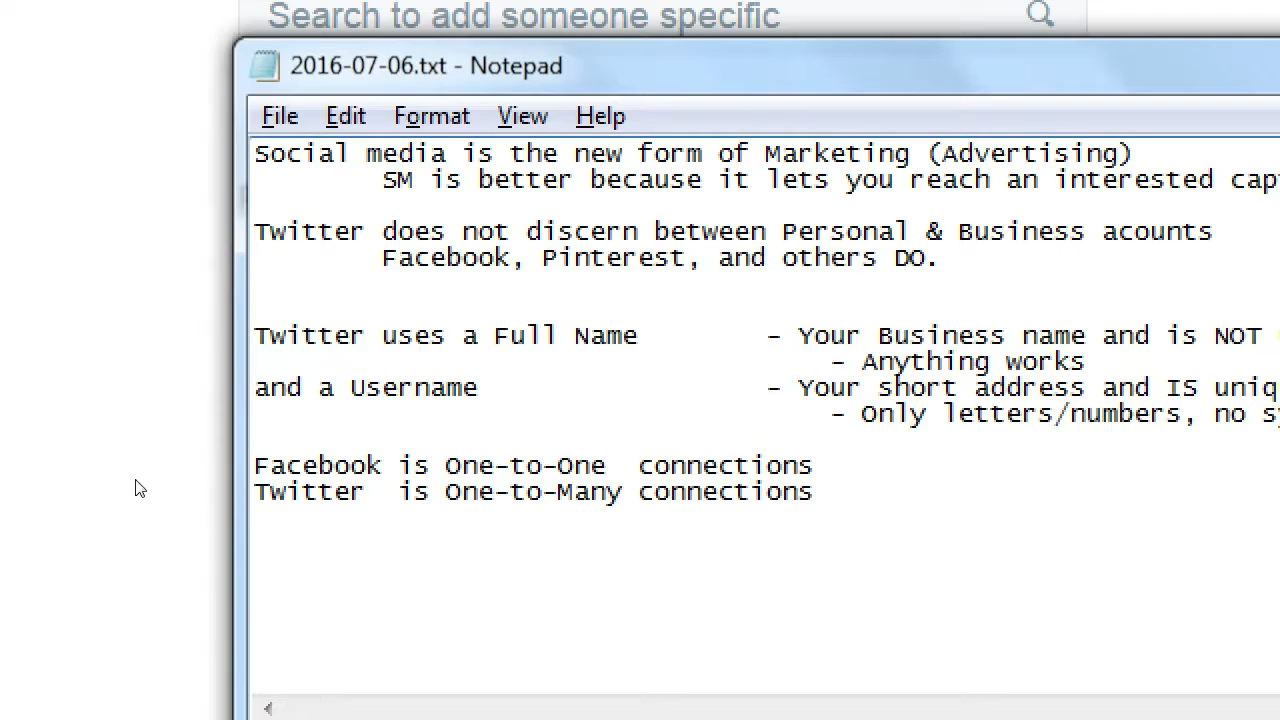 Search to add someone specific
2016-07-06.txt - Notepad
File Edit Format View Help
Social media is the new form of Marketing (Advertising)
SM is better because it lets you reach an interested
Twitter does not discern between Personal & Business acounts
Facebook, Pinterest, and others DO.
Twitter uses a Full Name - Your Business name and is NOT
- Anything works
and a Username - Your short address and IS
- Only letters/numbers, no
Facebook is One-to-One connections
Twitter is One-to-Many connections